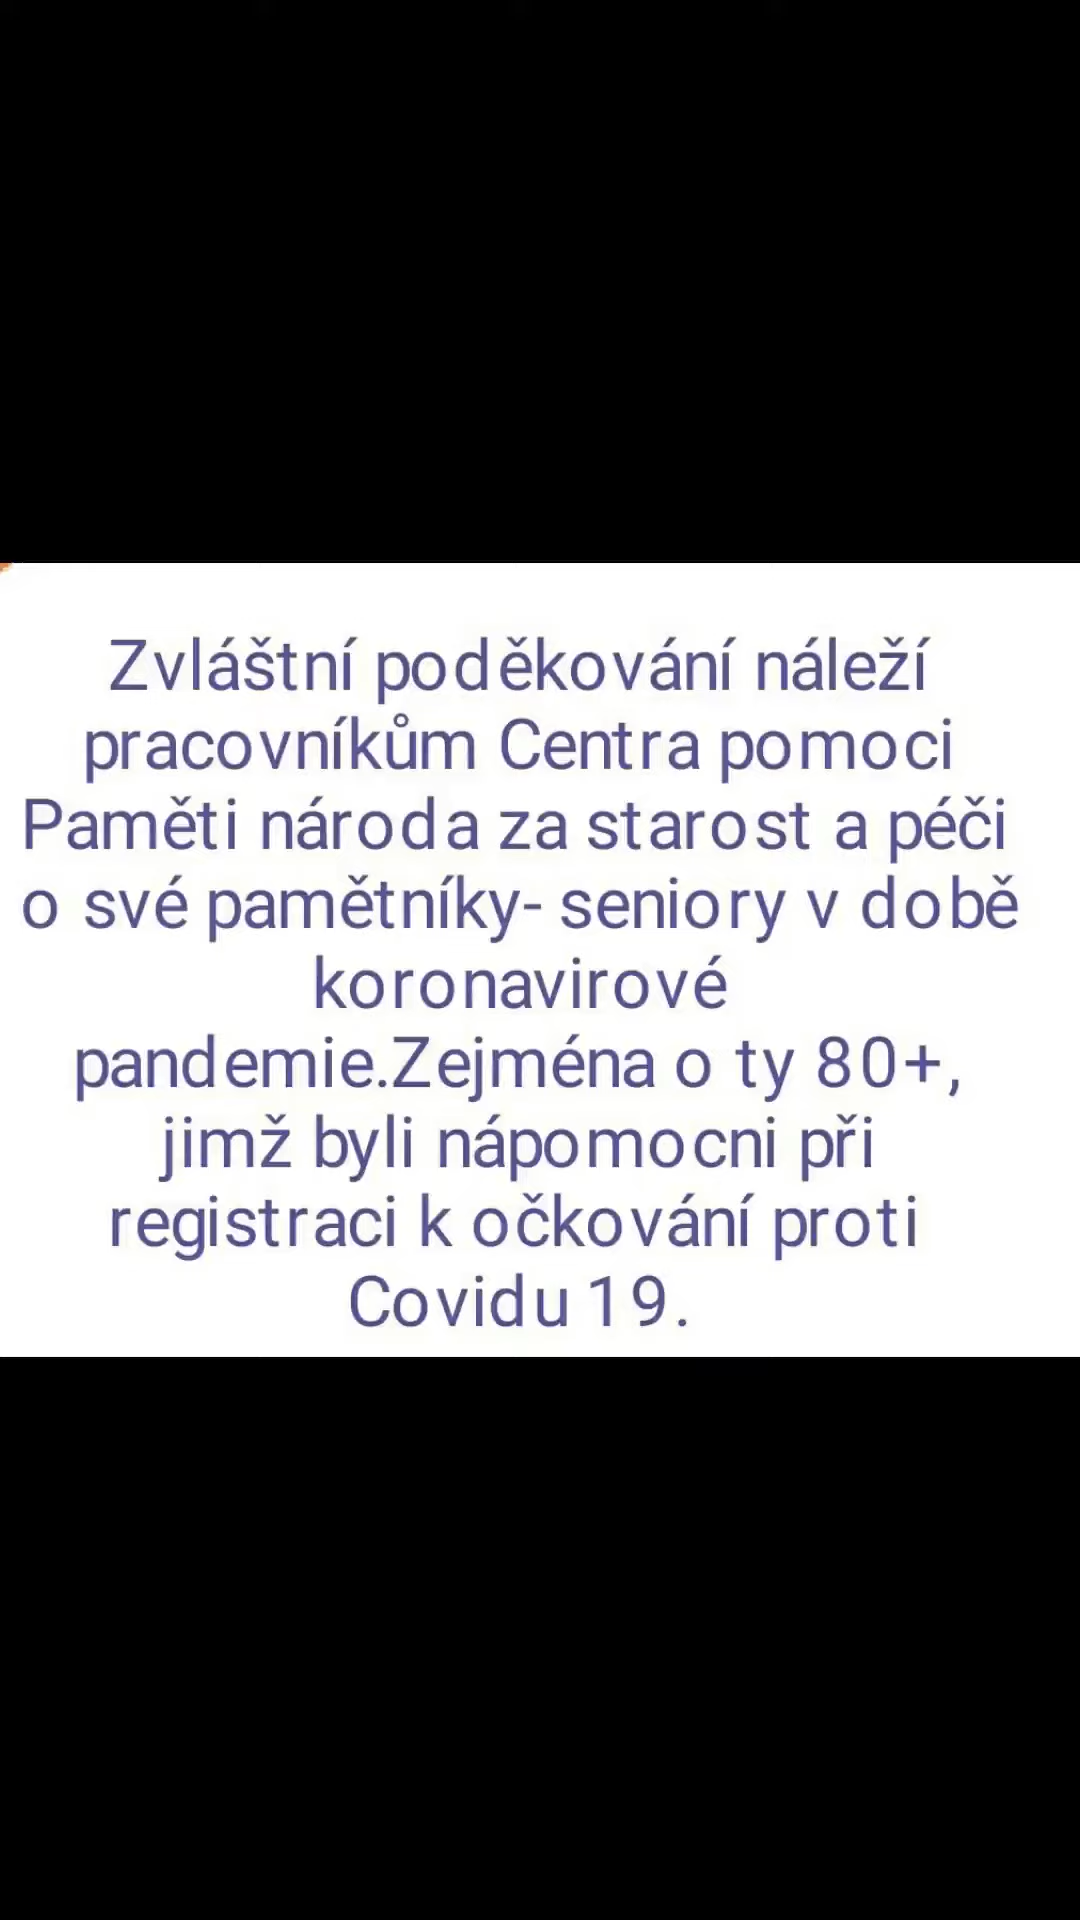 Zvláštní poděkování náleží
pracovníkům Centra pomoci
Paměti národa za starost a péči
o své pamětníky- seniory v době
koronavirové
pandemie.Zejména o ty 80+,
jimž byli nápomocni při
registraci k očkování proti
Covidu 19.